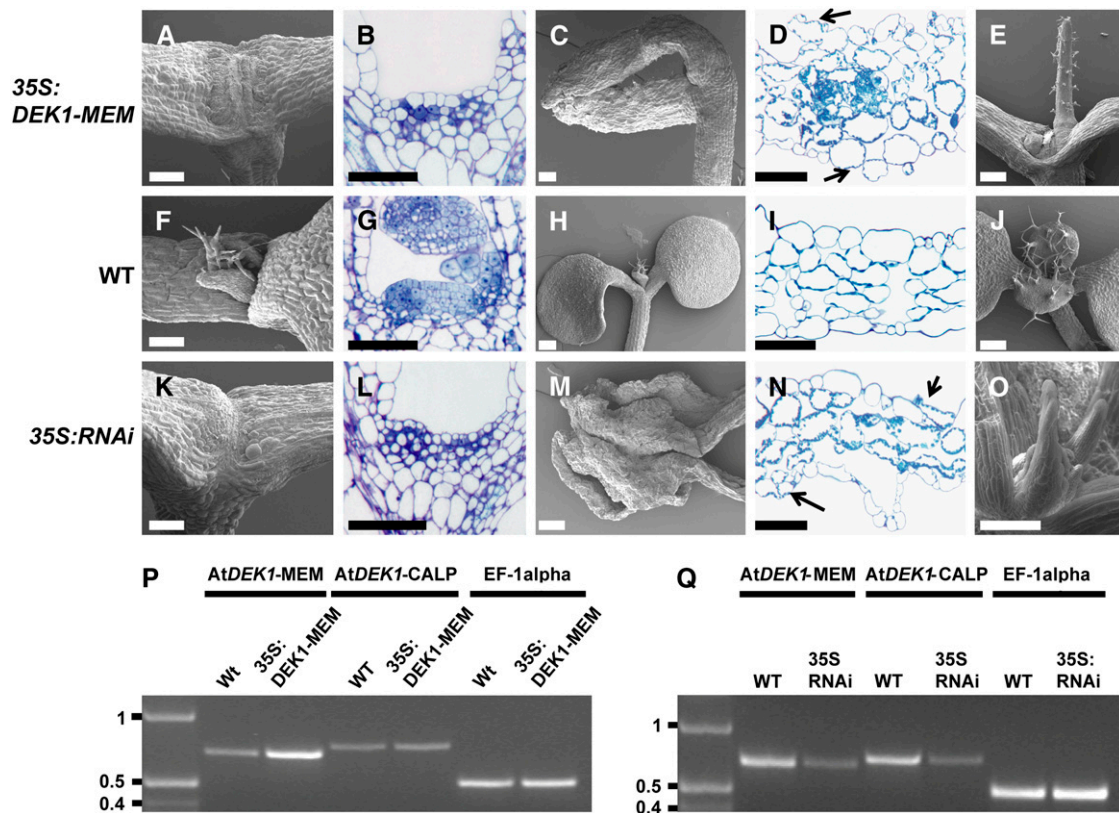 A B C D E
35S:
DEK1-MEM
F G H I J
WT
K L M N O
35S:RNAi
P AtDEK1-MEM AtDEK1-CALP EF-1alpha
Wt 35S: DEK1-MEM WT 35S: DEK1-MEM Wt 35S: DEK1-MEM
1
0.5
0.4
Q AtDEK1-MEM AtDEK1-CALP EF-1alpha
WT 35S RNAi WT 35S RNAi WT 35S: RNAi
1
0.5
0.4